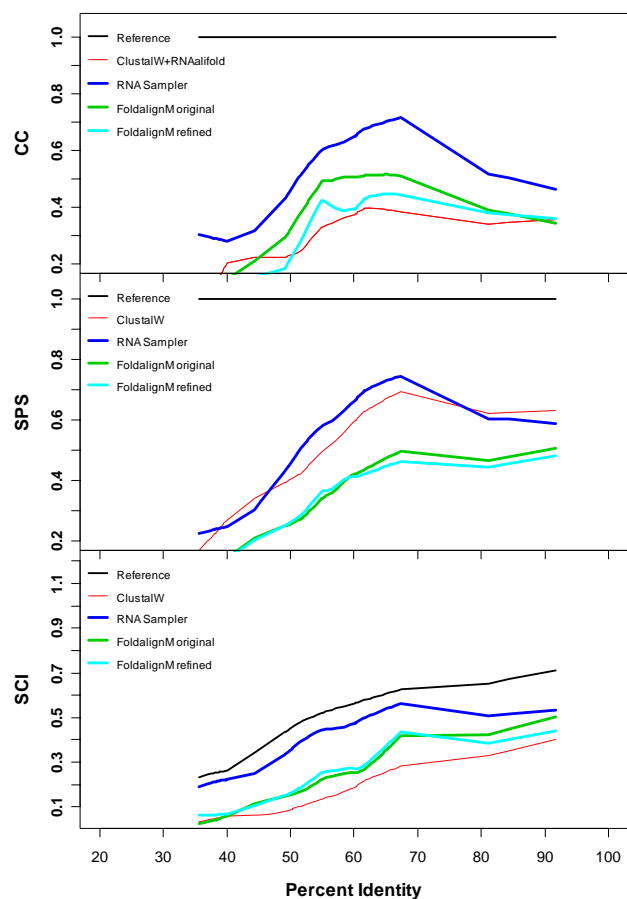 1.0
0.8
0.6
0.4
0.2
CC
Reference
ClustalW+RNAalifold
RNA Sampler
FoldalignM original
FoldalignM refined
1.0
0.8
0.6
0.4
0.2
SPS
Reference
ClustalW
RNA Sampler
FoldalignM original
FoldalignM refined
1.1
0.9
0.7
0.5
0.3
0.1
SCI
Reference
ClustalW
RNA Sampler
FoldalignM original
FoldalignM refined
20 30 40 50 60 70 80 90 100
Percent Identity